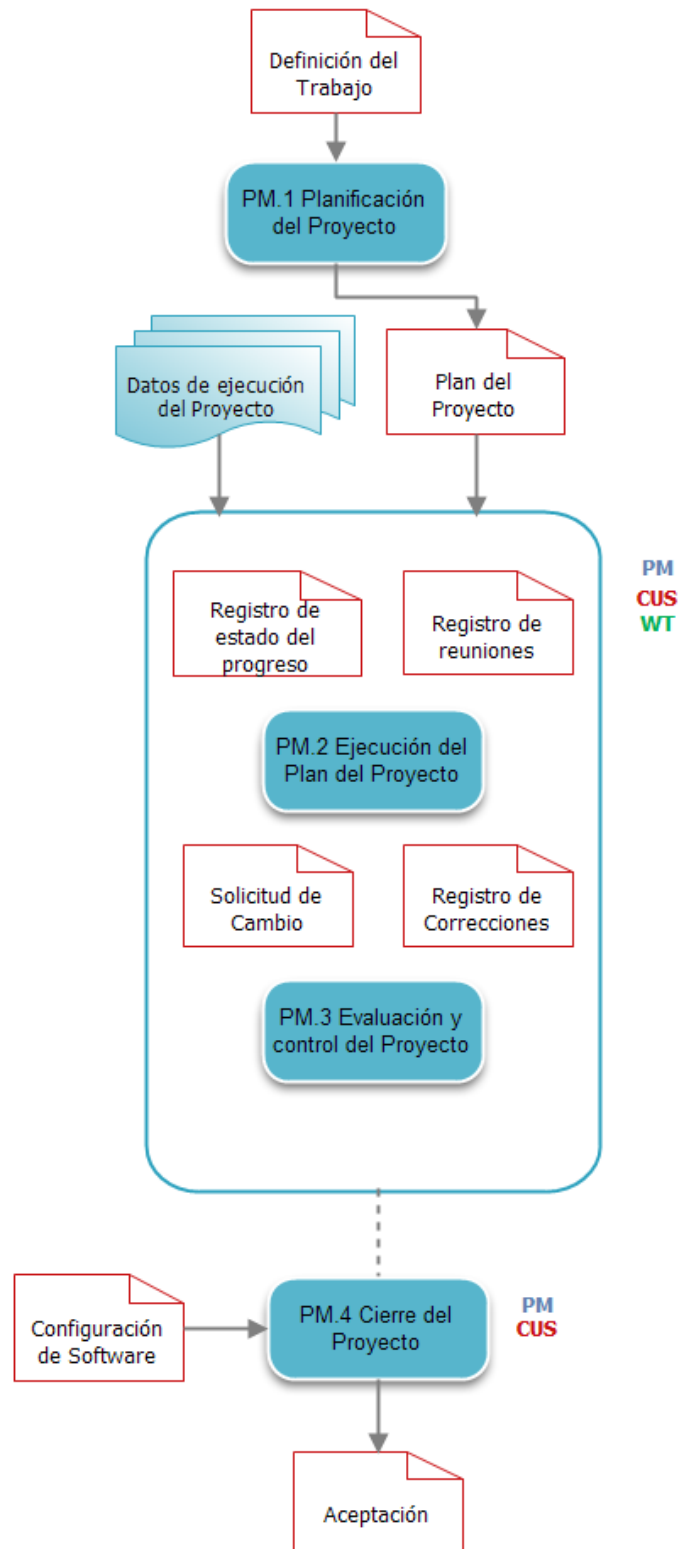 Definición del
Trabajo
PM.1 Planificación
del Proyecto
Datos de ejecución
del Proyecto
Plan del
Proyecto
PM
CUS
WT
Registro de
estado del
progreso
Registro de
reuniones
PM.2 Ejecución del
Plan del Proyecto
Solicitud de
Cambio
Registro de
Correcciones
PM.3 Evaluación y
control del Proyecto
Configuración
de Software
PM.4 Cierre del
Proyecto
PM
CUS
Aceptación